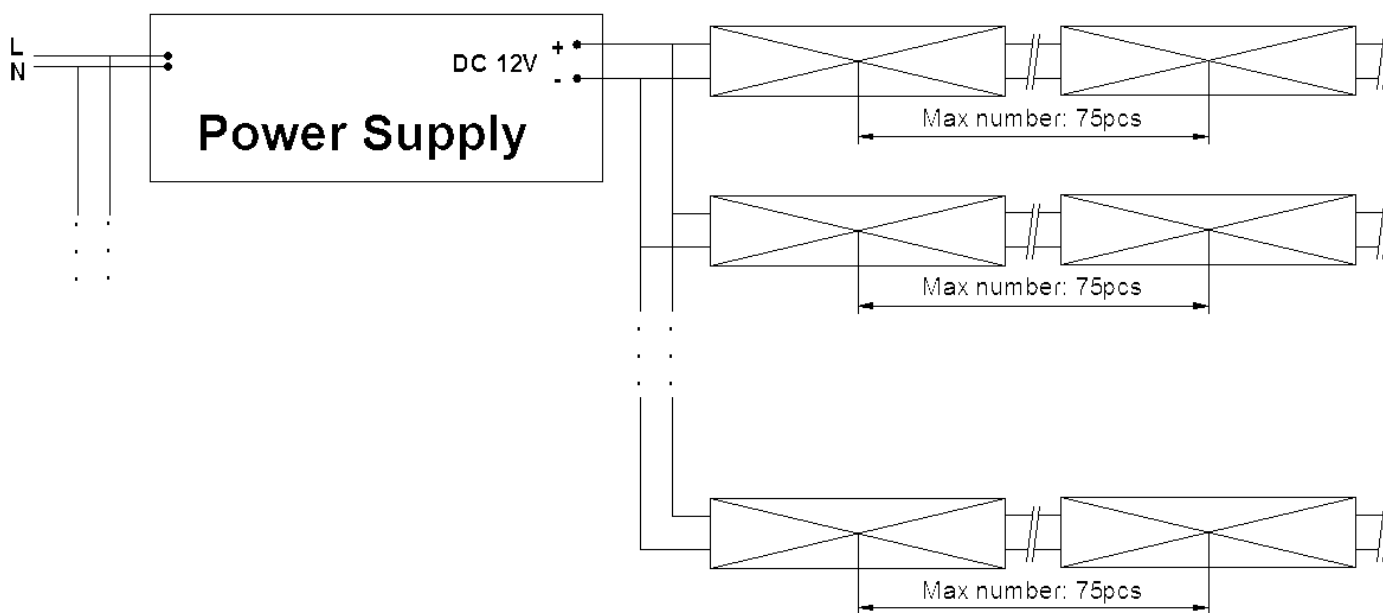 L
N
DC 12V
+
-
Power Supply
Max number: 75pcs
Max number: 75pcs
Max number: 75pcs